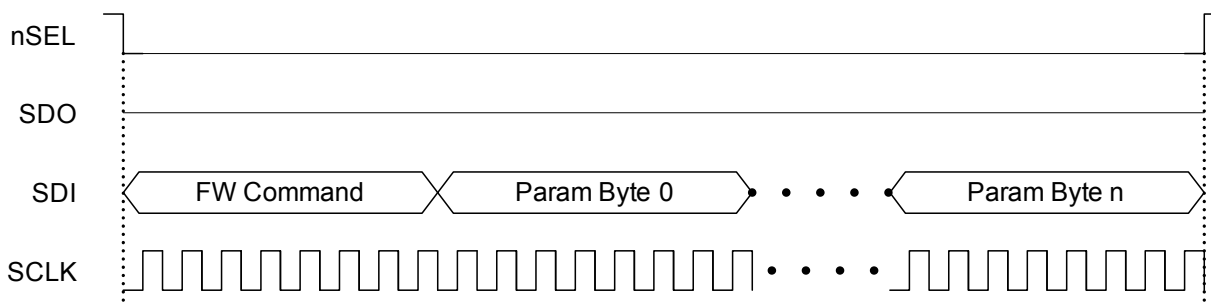 nSEL
SDO
SDI FW Command Param Byte 0 Param Byte n
SCLK